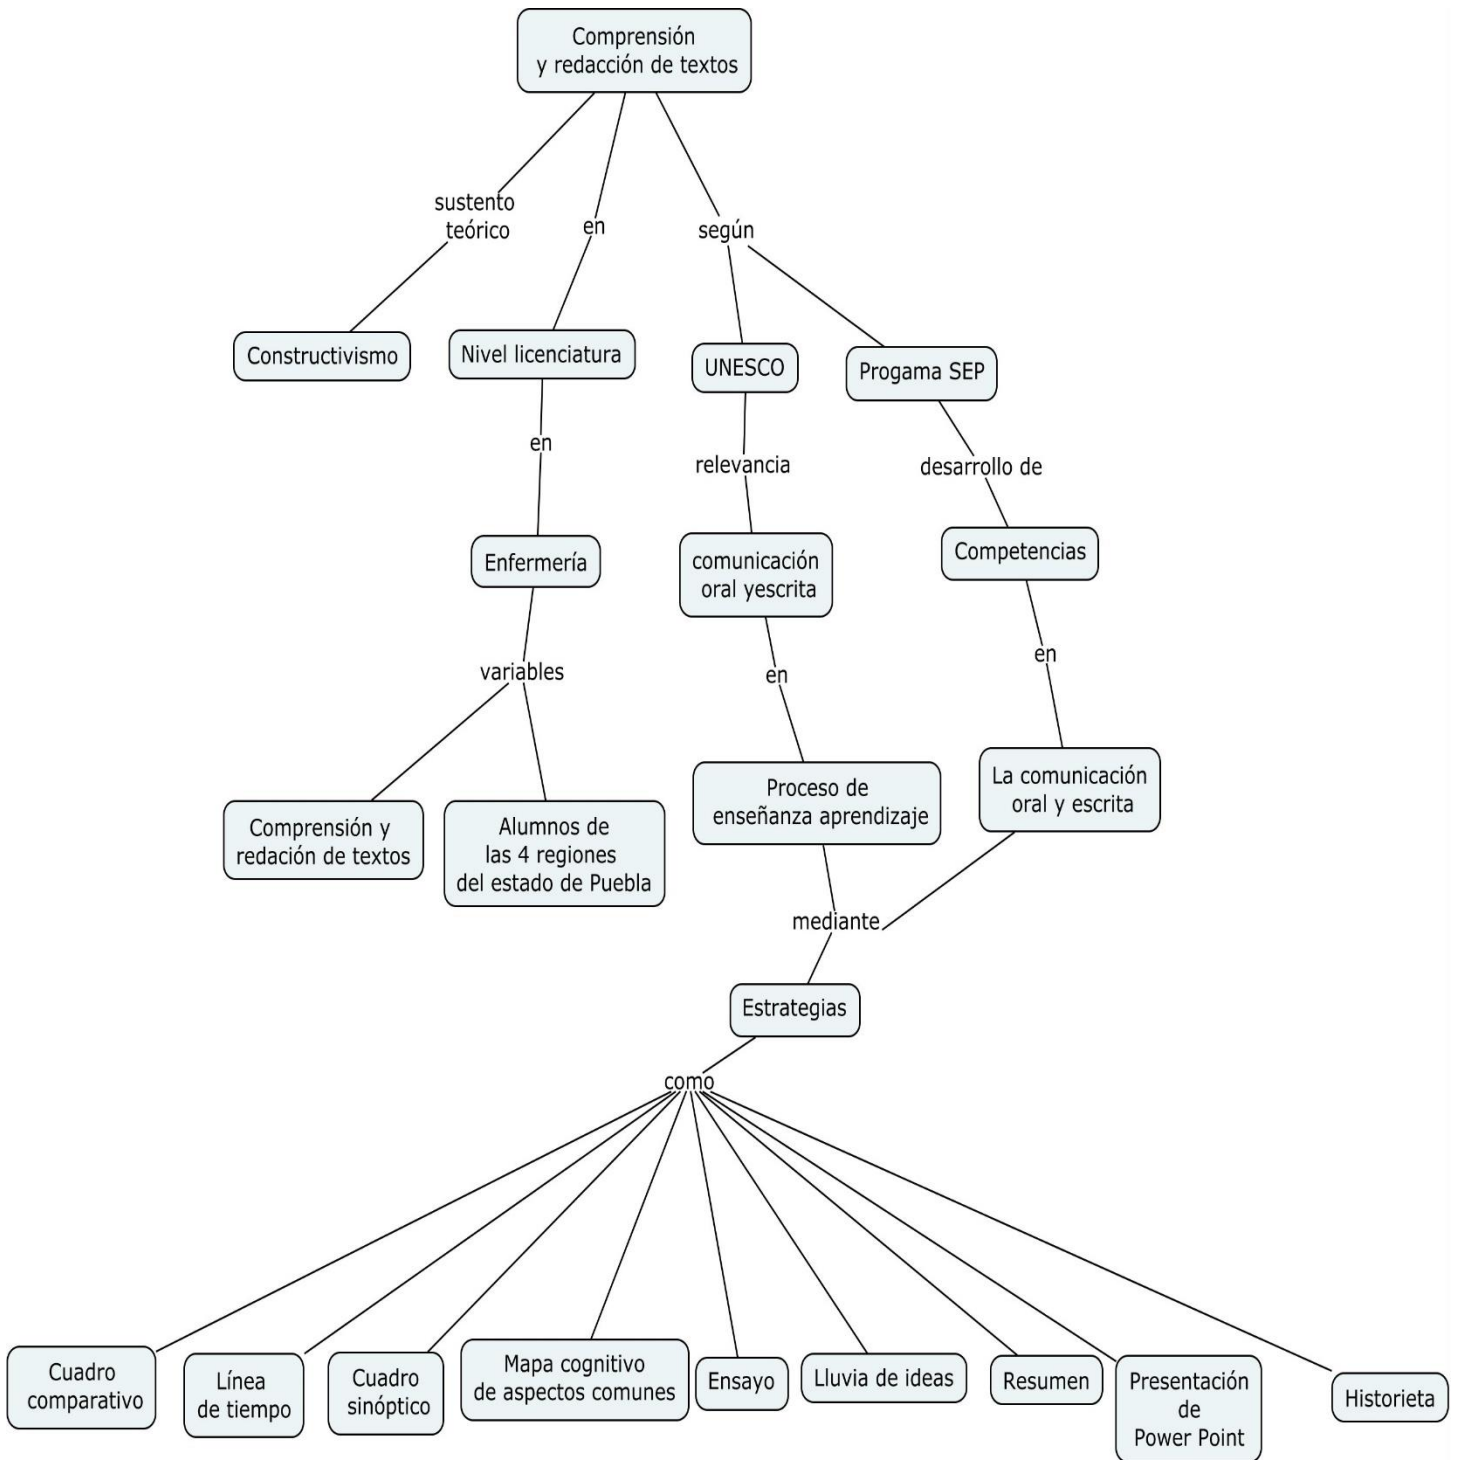 Comprensión
y redacción de textos
sustento
teórico
en
según
Constructivismo
Nivel licenciatura
UNESCO
Progama SEP
en
relevancia
desarrollo de
Enfermería
comunicación
oral yescrita
Competencias
variables
en
en
Comprensión y
redación de textos
Alumnos de
las 4 regiones
del estado de Puebla
Proceso de
enseñanza aprendizaje
La comunicación
oral y escrita
mediante
Estrategias
como
Cuadro
comparativo
Línea
de tiempo
Cuadro
sinóptico
Mapa cognitivo
de aspectos comunes
Ensayo
Lluvia de ideas
Resumen
Presentación
de
Power Point
Historieta